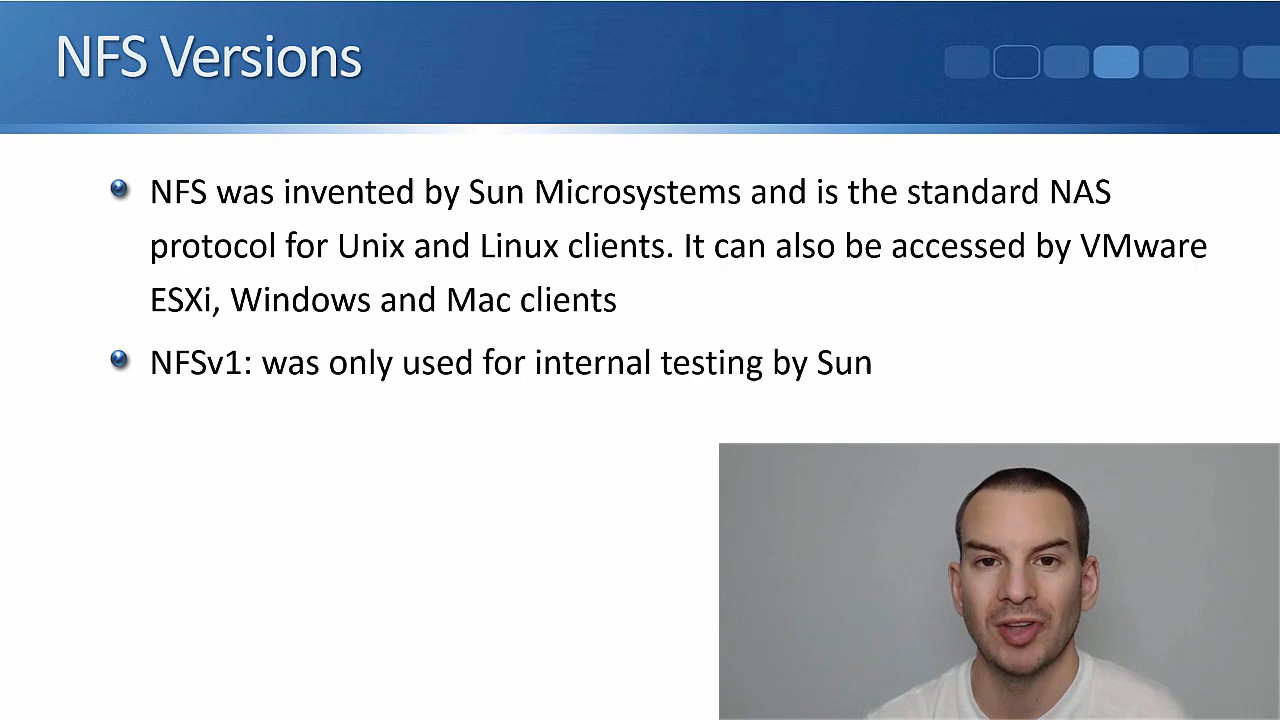 NFS Versions
NFS was invented by Sun Microsystems and is the standard NAS
protocol for Unix and Linux clients. It can also be accessed by VMware
ESXi, Windows and Mac clients
NFSv1: was only used for internal testing by Sun